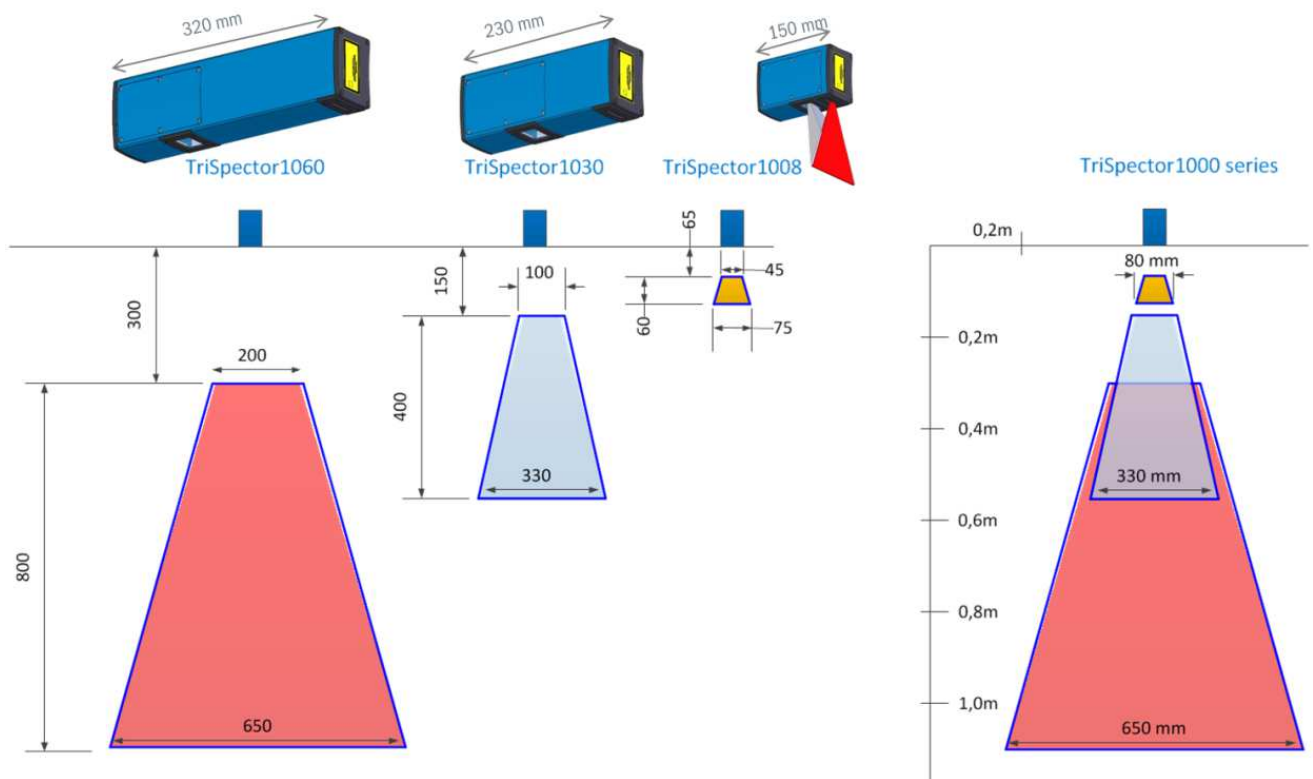 320 mm
230 mm
150 mm
TriSpector1060
TriSpector1030
TriSpector1008
TriSpector1000 series
65
0,2m
300
150
100
45
80 mm
60
75
0,2m
200
400
0,4m
330
330 mm
0,6m
800
0,8m
1,0m
650
650 mm